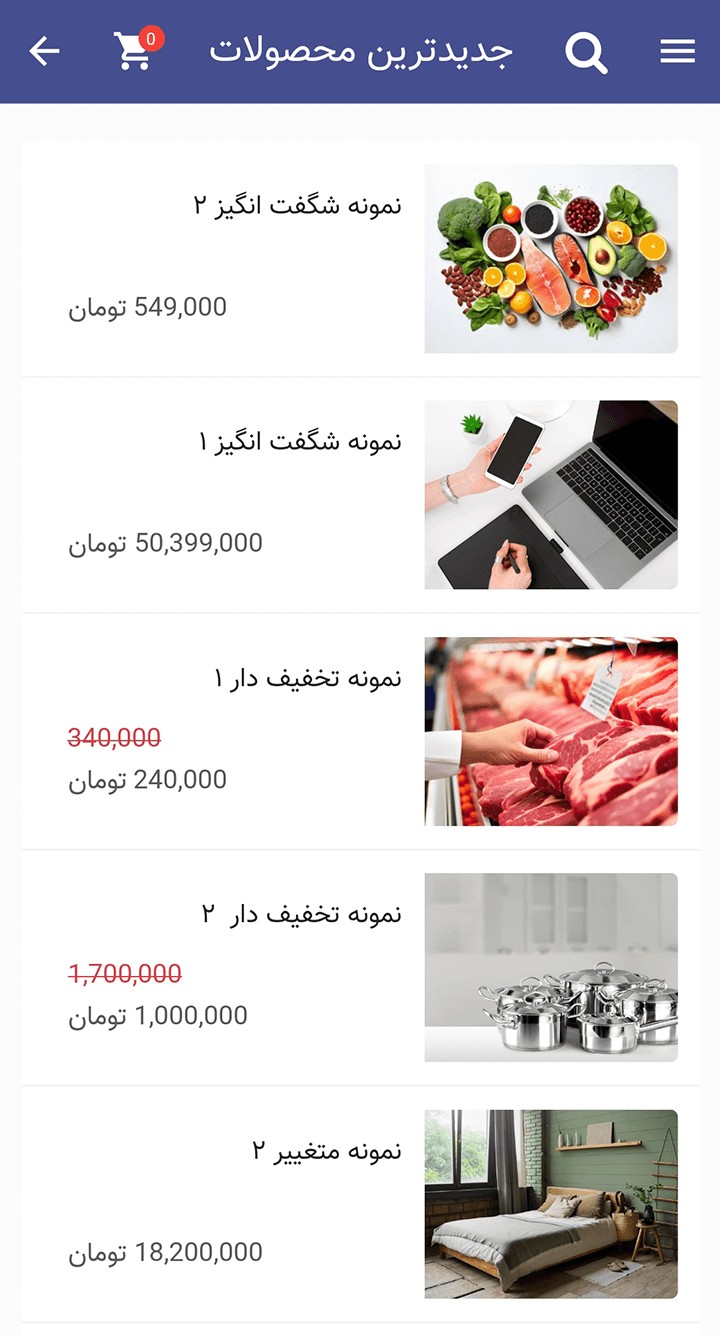 جدیدترین محصولات
0
نمونه شگفت انگیز ۲
549,000 تومان
نمونه شگفت انگیز ۱
50,399,000 تومان
نمونه تخفیف دار ۱
340,000
240,000 تومان
نمونه تخفیف دار ۲
1,700,000
1,000,000 تومان
نمونه متغییر ۲
18,200,000 تومان